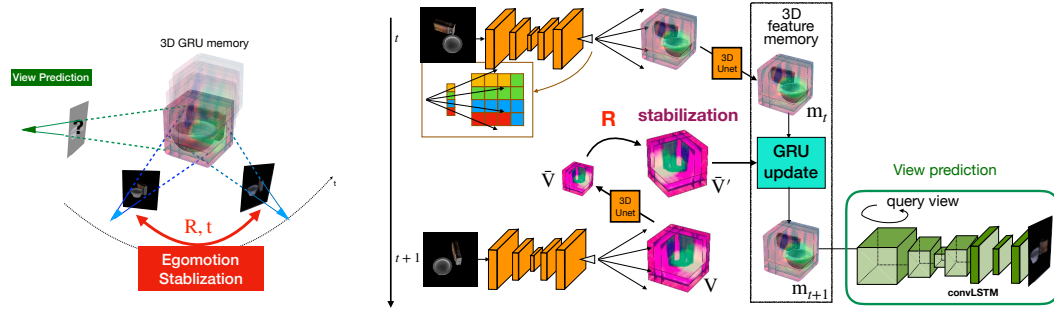 3D GRU memory
View Prediction
?
t
R, t
Egomotion
Stablization
t
3D
Unet
3D
feature
memory
m_t
R
stabilization
V̄
V̄′
GRU
update
3D
Unet
View prediction
query view
t+1
V
m_{t+1}
convLSTM